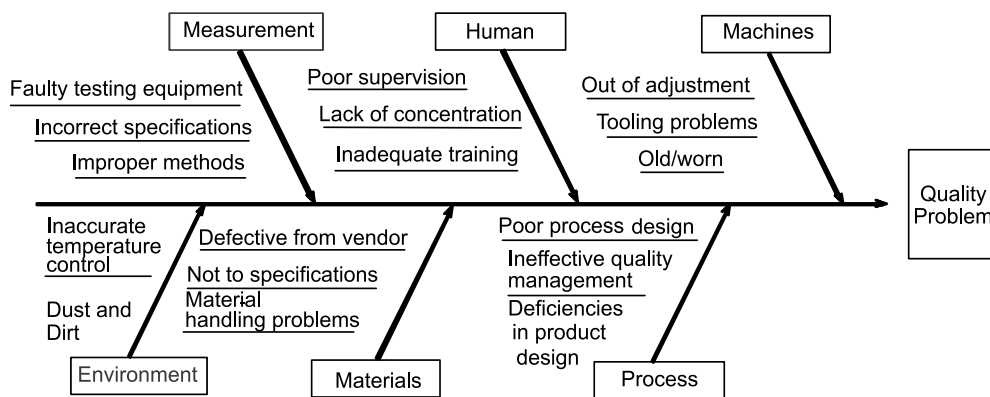 Measurement
Human
Machines
Faulty testing equipment
Incorrect specifications
Improper methods
Poor supervision
Lack of concentration
Inadequate training
Out of adjustment
Tooling problems
Old/worn
Quality
Problem
Inaccurate
temperature
control
Dust and
Dirt
Defective from vendor
Not to specifications
Material
handling problems
Poor process design
Ineffective quality
management
Deficiencies
in product
design
Environment
Materials
Process